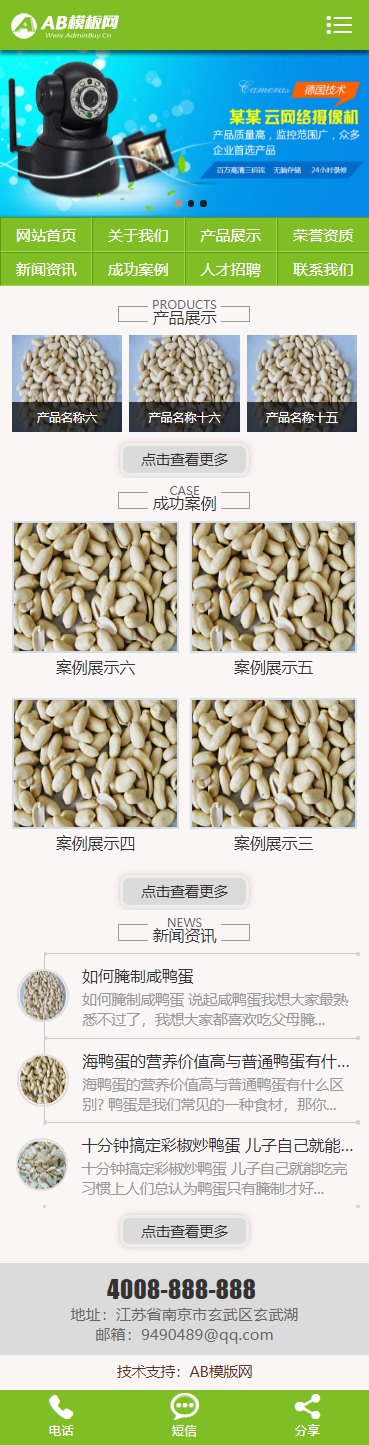 AB模板网
Www.AdminBuy.Cn
Cameras 德国技术
某某 云网络摄像机
产品质量高，监控范围广，众多
企业首选产品
百万高清三码流 无脑存储 24小时录像
网站首页 关于我们 产品展示 荣誉资质
新闻资讯 成功案例 人才招聘 联系我们
PRODUCTS
产品展示
产品名称六 产品名称十六 产品名称十五
点击查看更多
CASE
成功案例
案例展示六 案例展示五
案例展示四 案例展示三
点击查看更多
NEWS
新闻资讯
如何腌制咸鸭蛋
如何腌制咸鸭蛋 说起咸鸭蛋我想大家最熟
悉不过了，我想大家都喜欢吃父母腌...
海鸭蛋的营养价值高与普通鸭蛋有什...
海鸭蛋的营养价值高与普通鸭蛋有什么区
别? 鸭蛋是我们常见的一种食材，那你...
十分钟搞定彩椒炒鸭蛋 儿子自己就能...
十分钟搞定彩椒炒鸭蛋 儿子自己就能吃完
习惯上人们总认为鸭蛋只有腌制才好...
点击查看更多
4008-888-888
地址：江苏省南京市玄武区玄武湖
邮箱：9490489@qq.com
技术支持：AB模版网
电话 短信 分享